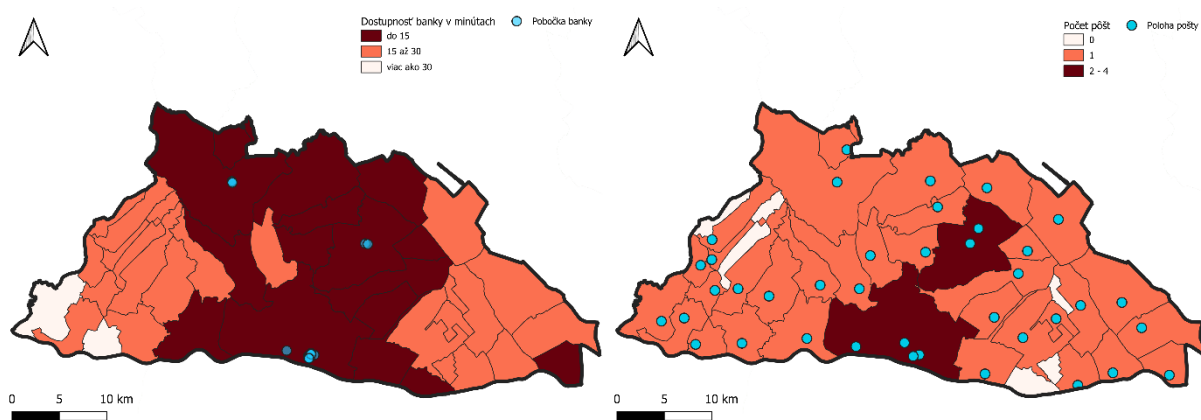 Dostupnosť banky v minútach
Pobočka banky
do 15
15 až 30
viac ako 30
0 5 10 km
Počet pôšt
Poloha pošty
0
1
2 - 4
0 5 10 km